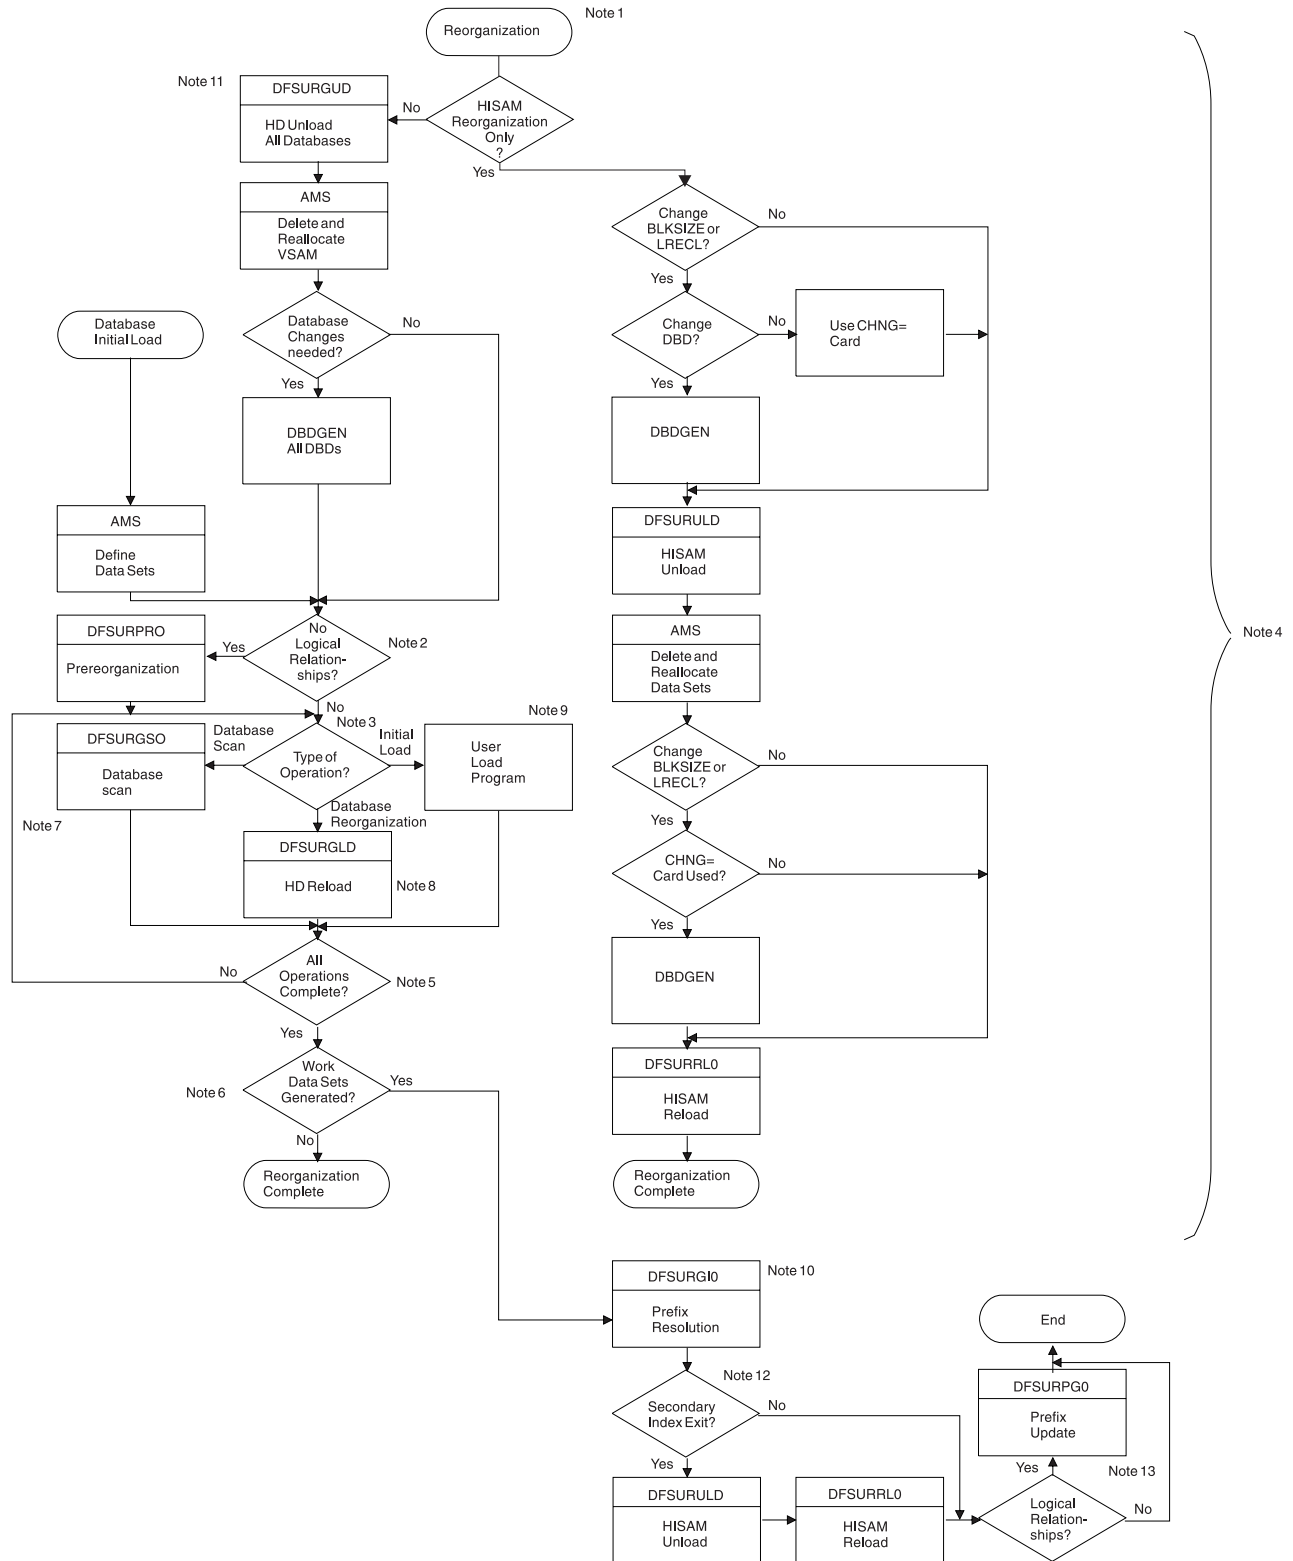 Note 1
Reorganization
Note 11
DFSURGUD
HD Unload
All Databases
No
HISAM
Reorganization
Only
?
Yes
AMS
Delete and
Reallocate
VSAM
Change
BLKSIZE or
LRECL?
No
Yes
Database
Initial Load
Database
Changes
needed?
No
Yes
Change
DBD?
No
Use CHNG=
Card
Yes
DBDGEN
All DBDs
DBDGEN
AMS
Define
Data Sets
DFSURULD
HISAM
Unload
DFSURPRO
Prereorganization
Yes
No
Logical
Relation-
ships?
Note 2
No
AMS
Delete and
Reallocate
Data Sets
Note 4
Note 3
Note 9
DFSURGSO
Database
scan
Database
Scan
Type of
Operation?
Initial
Load
User
Load
Program
Change
BLKSIZE or
LRECL?
No
Yes
Database
Reorganization
Note 7
DFSURGLD
HD Reload
Note 8
CHNG=
Card Used?
No
Yes
No
All
Operations
Complete?
Note 5
Yes
DBDGEN
Note 6
Work
Data Sets
Generated?
Yes
No
DFSURRL0
HISAM
Reload
Reorganization
Complete
Reorganization
Complete
DFSURGI0
Prefix
Resolution
Note 10
End
Note 12
Secondary
Index Exit?
No
Yes
DFSURPG0
Prefix
Update
Yes
Note 13
DFSURULD
HISAM
Unload
DFSURRL0
HISAM
Reload
Logical
Relation-
ships?
No